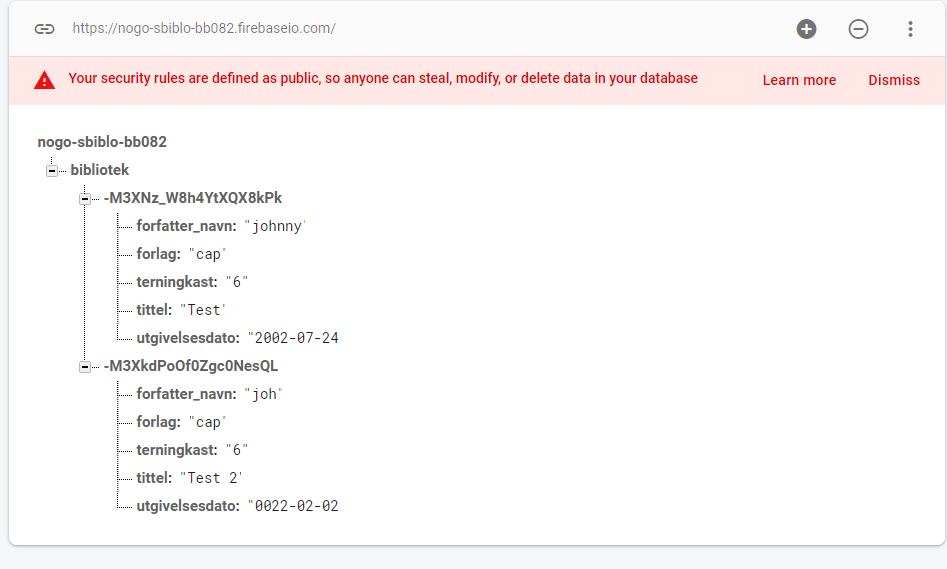 https://nogo-sbiblo-bb082.firebaseio.com/
Your security rules are defined as public, so anyone can steal, modify, or delete data in your database Learn more Dismiss
nogo-sbiblo-bb082
bibliotek
-M3XNz_W8h4YtXQX8kPk
forfatter_navn: "johnny'
forlag: "cap'
terningkast: "6"
tittel: "Test'
utgivelsesdato: "2002-07-24
-M3XkdPoOf0Zgc0NesQL
forfatter_navn: "joh"
forlag: "cap'
terningkast: "6"
tittel: "Test 2'
utgivelsesdato: "0022-02-02